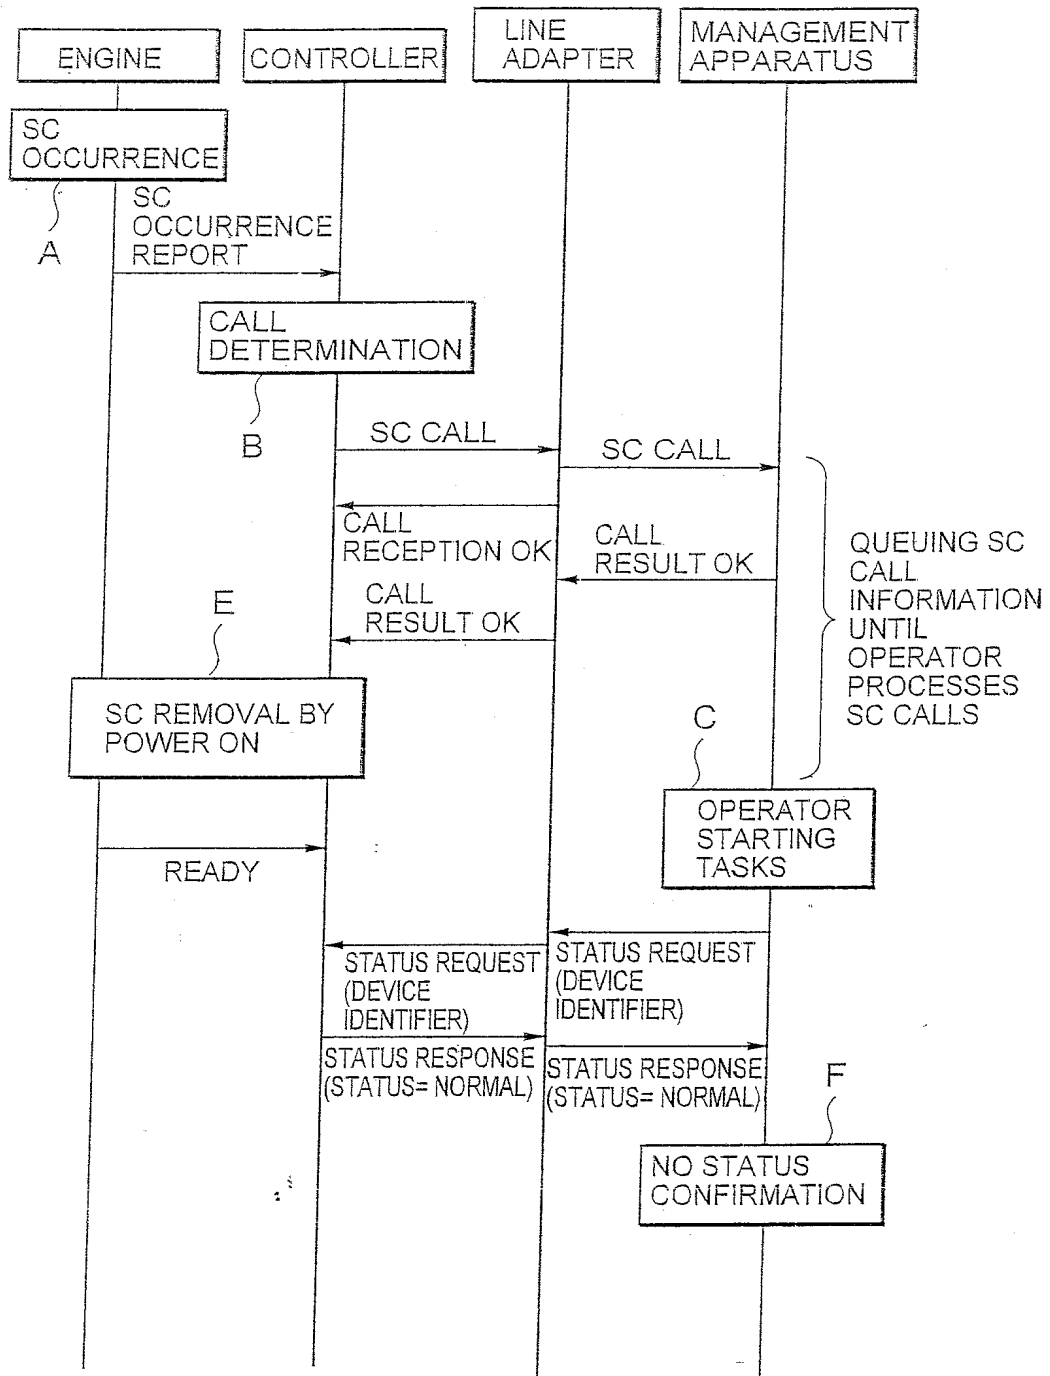 ENGINE
CONTROLLER
LINE
ADAPTER
MANAGEMENT
APPARATUS
SC
OCCURRENCE
A
SC
OCCURRENCE
REPORT
CALL
DETERMINATION
B
SC CALL
SC CALL
CALL
RECEPTION OK
CALL
RESULT OK
CALL
RESULT OK
QUEUING SC
CALL
INFORMATION
UNTIL
OPERATOR
PROCESSES
SC CALLS
E
SC REMOVAL BY
POWER ON
C
OPERATOR
STARTING
TASKS
READY
STATUS REQUEST
(DEVICE
IDENTIFIER)
STATUS REQUEST
(DEVICE
IDENTIFIER)
STATUS RESPONSE
(STATUS= NORMAL)
STATUS RESPONSE
(STATUS= NORMAL)
F
NO STATUS
CONFIRMATION